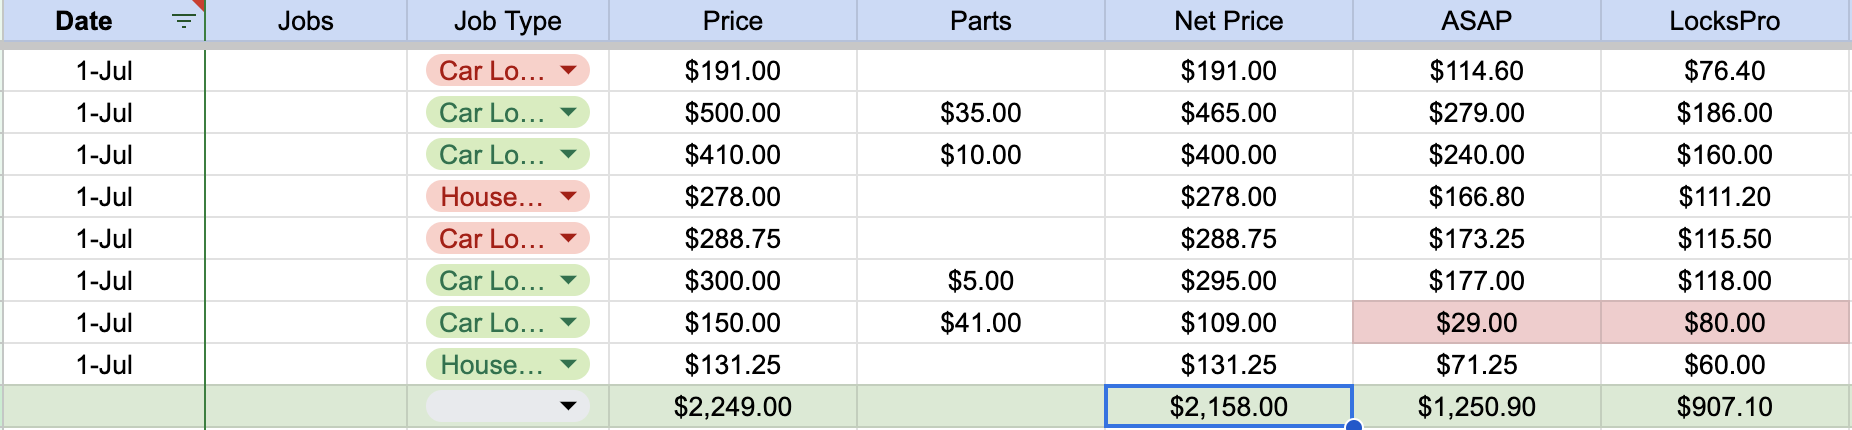 Date Jobs Job Type Price Parts Net Price ASAP LocksPro
1-Jul Car Lo... $191.00 $191.00 $114.60 $76.40
1-Jul Car Lo... $500.00 $35.00 $465.00 $279.00 $186.00
1-Jul Car Lo... $410.00 $10.00 $400.00 $240.00 $160.00
1-Jul House... $278.00 $278.00 $166.80 $111.20
1-Jul Car Lo... $288.75 $288.75 $173.25 $115.50
1-Jul Car Lo... $300.00 $5.00 $295.00 $177.00 $118.00
1-Jul Car Lo... $150.00 $41.00 $109.00 $29.00 $80.00
1-Jul House... $131.25 $131.25 $71.25 $60.00
$2,249.00 $2,158.00 $1,250.90 $907.10